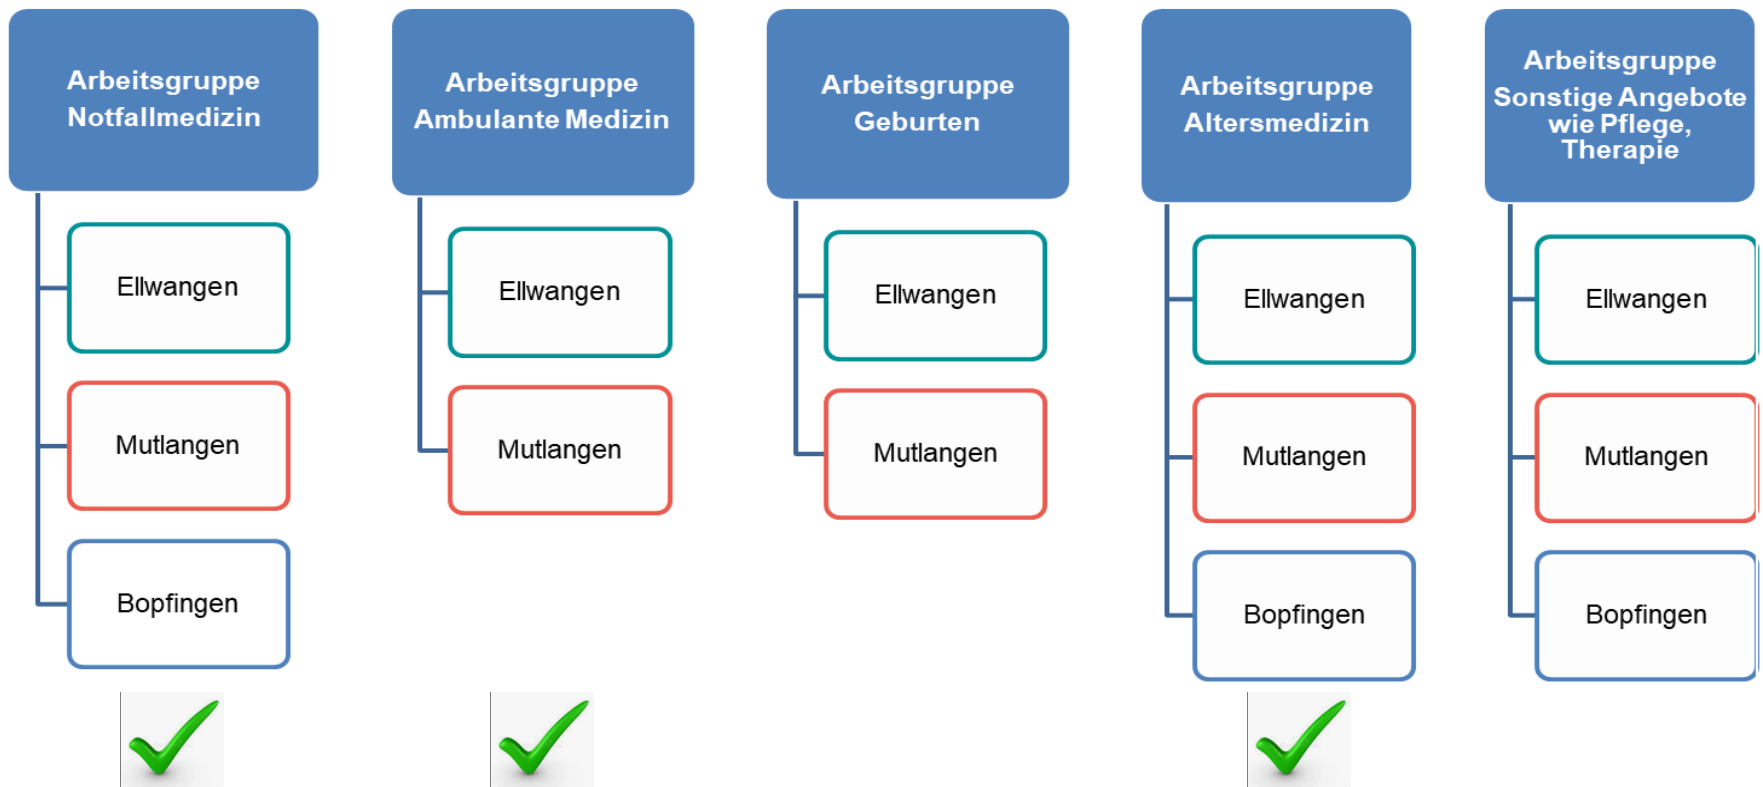 Arbeitsgruppe
Notfallmedizin
Ellwangen
Mutlangen
Bopfingen
Arbeitsgruppe
Ambulante Medizin
Ellwangen
Mutlangen
Arbeitsgruppe
Geburten
Ellwangen
Mutlangen
Arbeitsgruppe
Altersmedizin
Ellwangen
Mutlangen
Bopfingen
Arbeitsgruppe
Sonstige Angebote
wie Pflege,
Therapie
Ellwangen
Mutlangen
Bopfingen